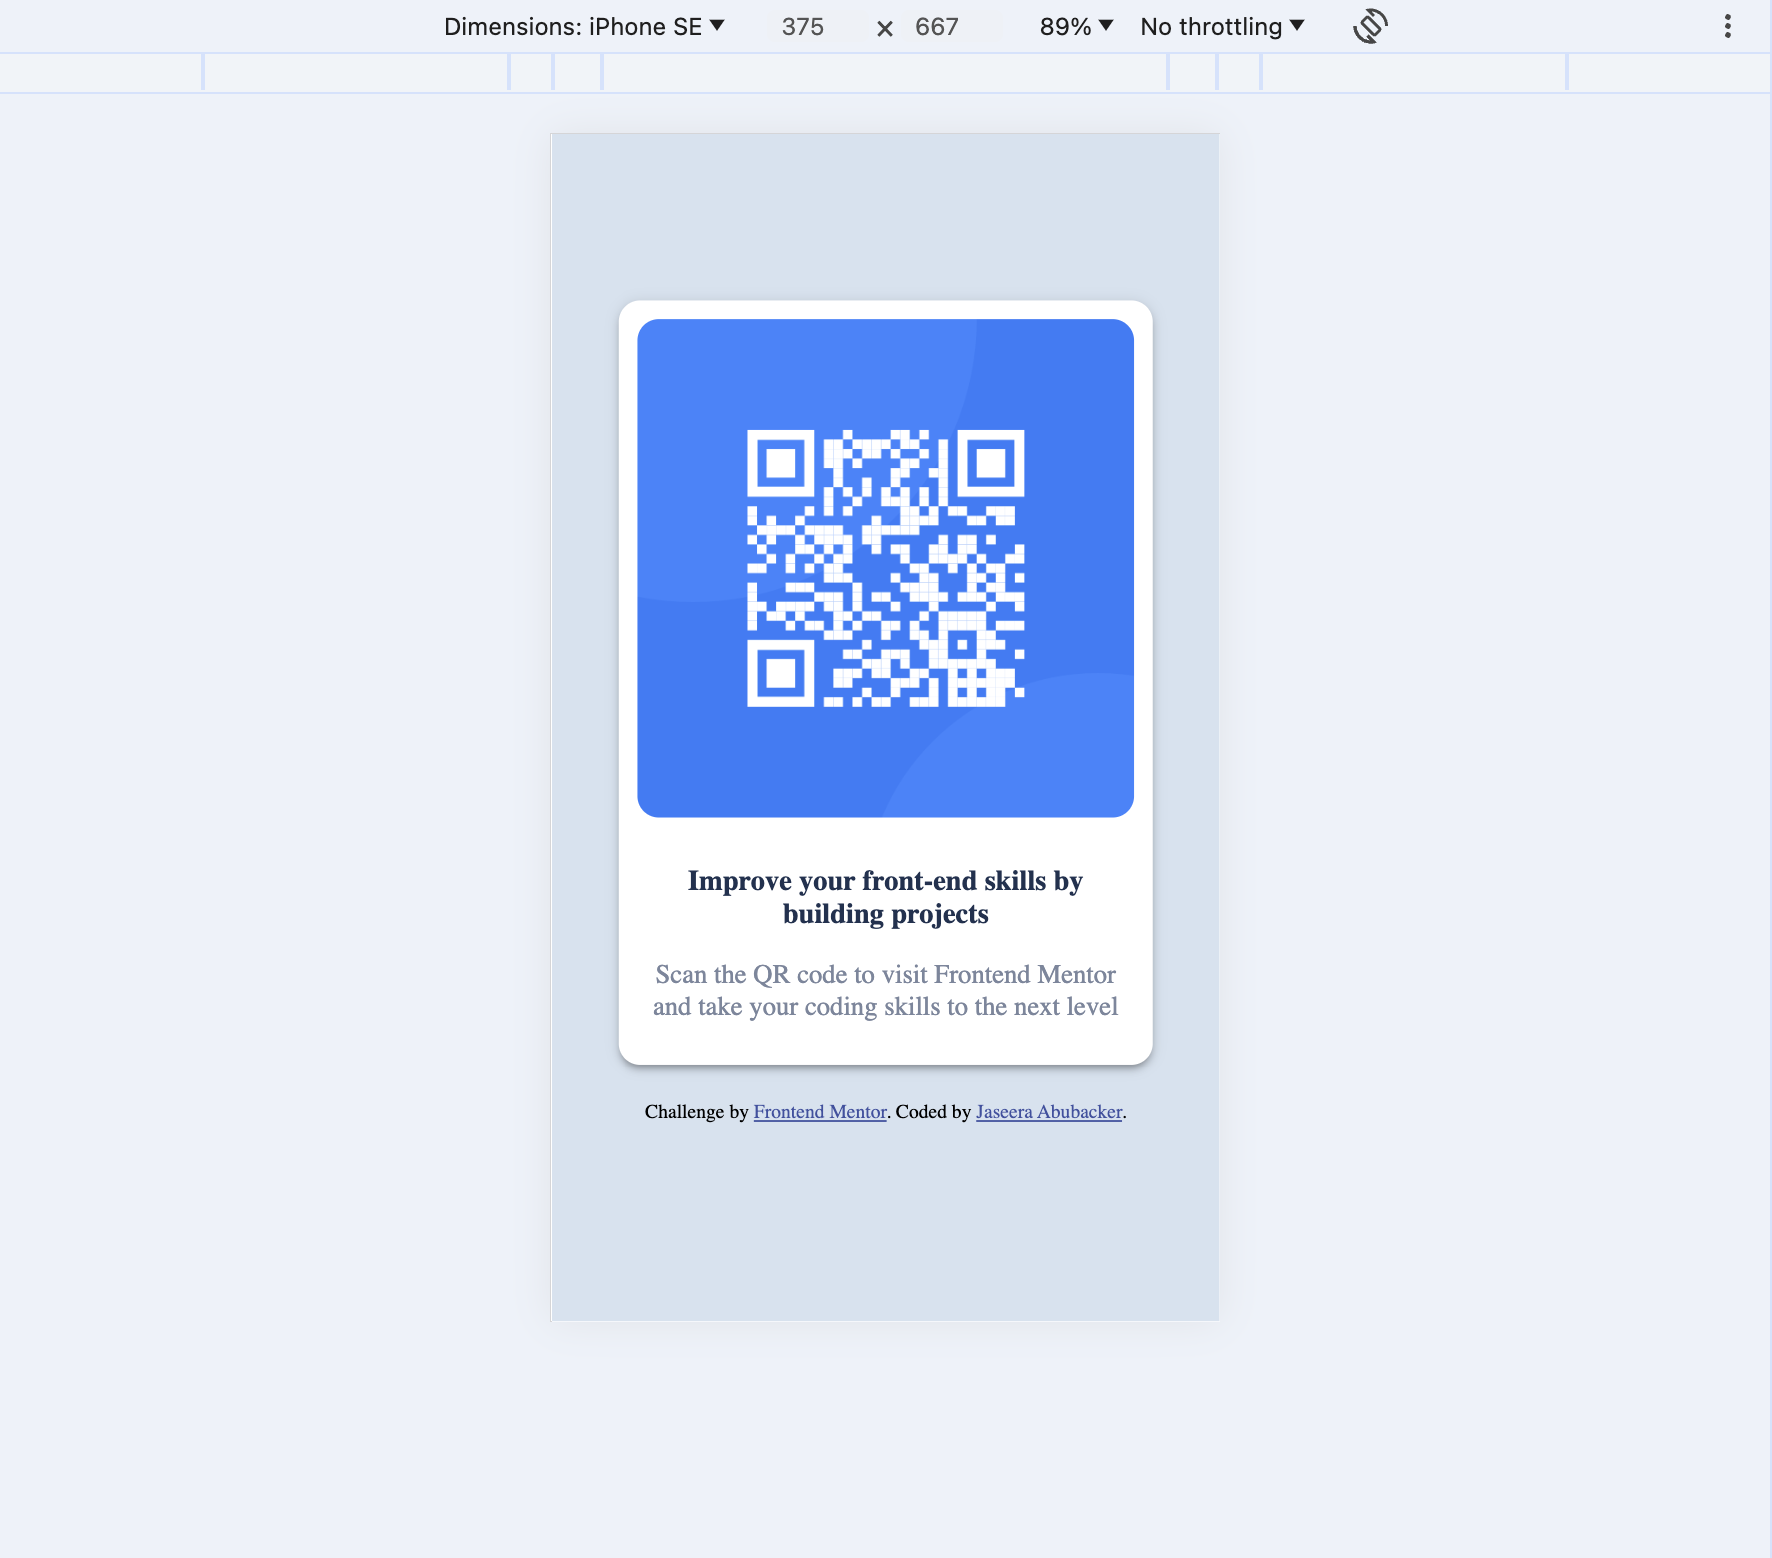 Dimensions: iPhone SE ▼ 375 × 667 89% ▼ No throttling ▼
Improve your front-end skills by
building projects
Scan the QR code to visit Frontend Mentor
and take your coding skills to the next level
Challenge by Frontend Mentor. Coded by Jaseera Abubacker.